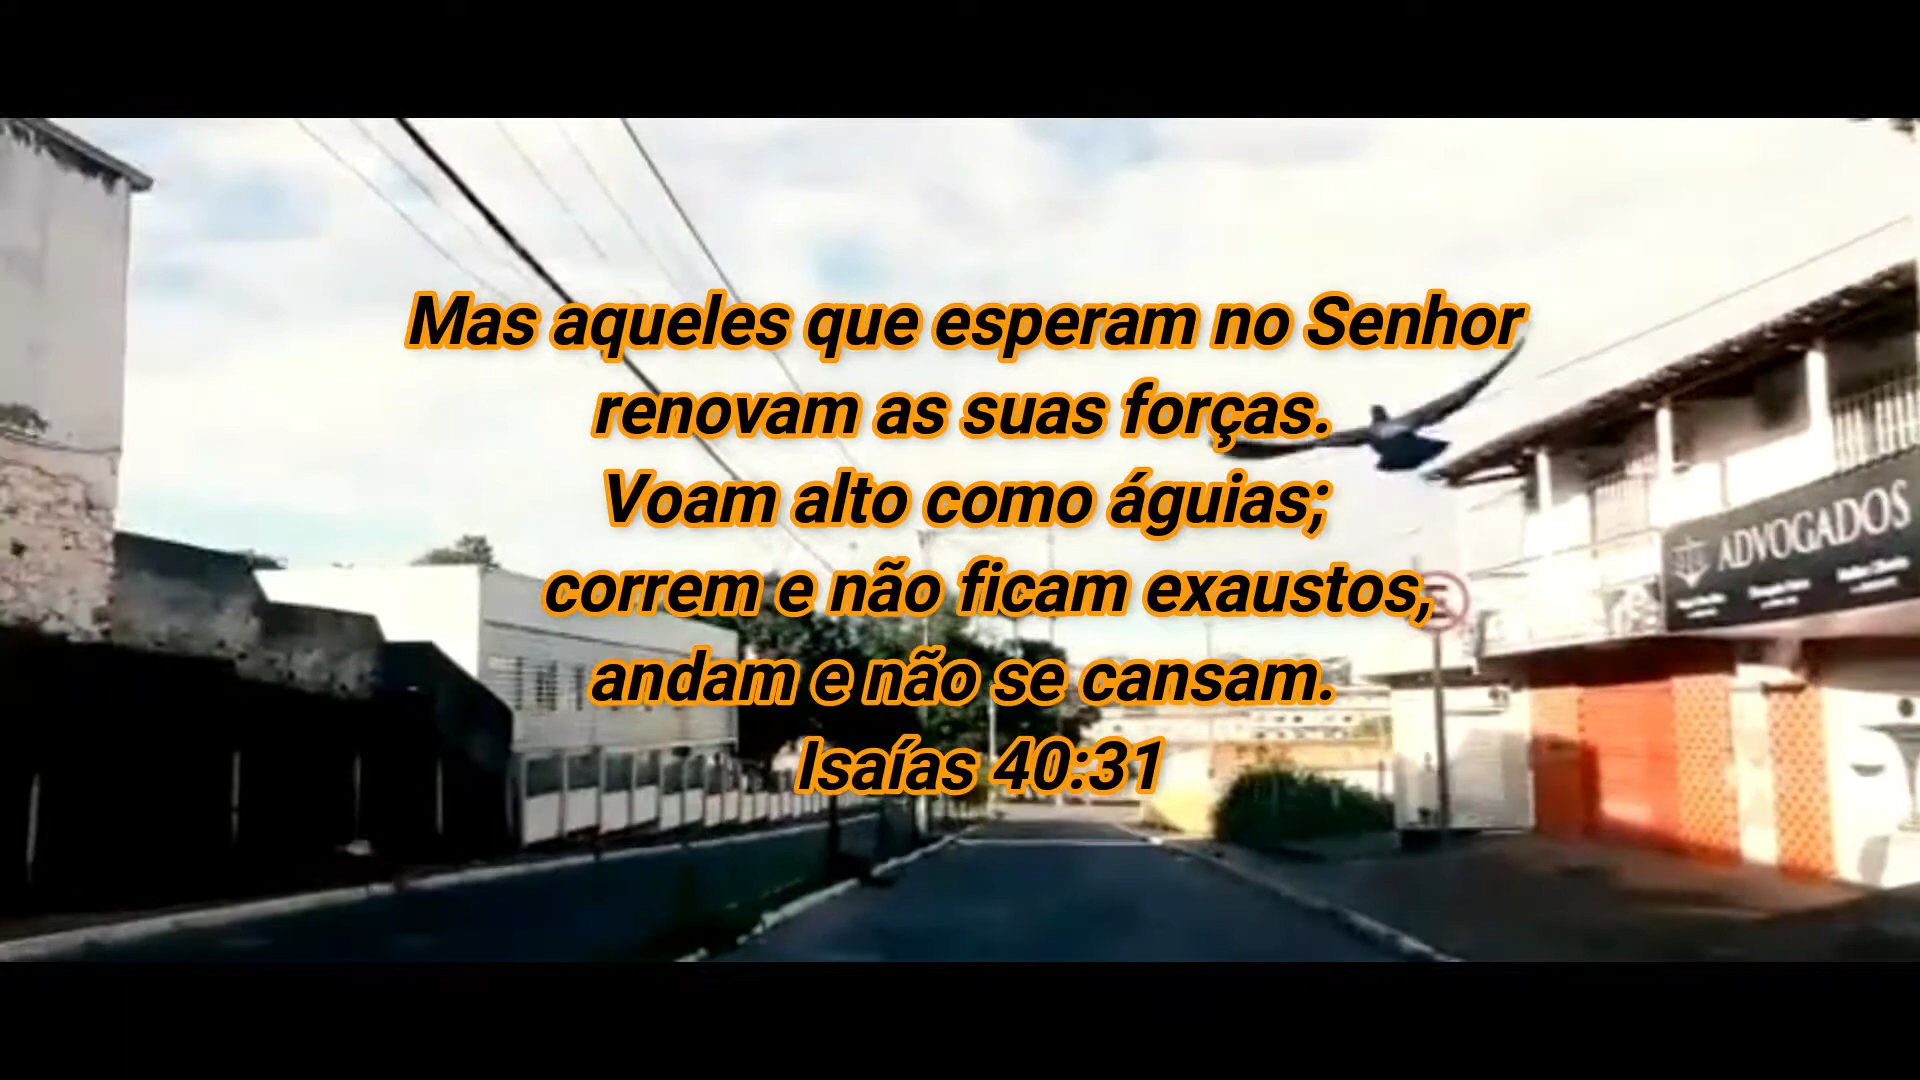 Mas aqueles que esperam no Senhor
renovam as suas forças.
Voam alto como águias;
correm e não ficam exaustos,
andam e não se cansam.
Isaías 40:31
ADVOGADOS